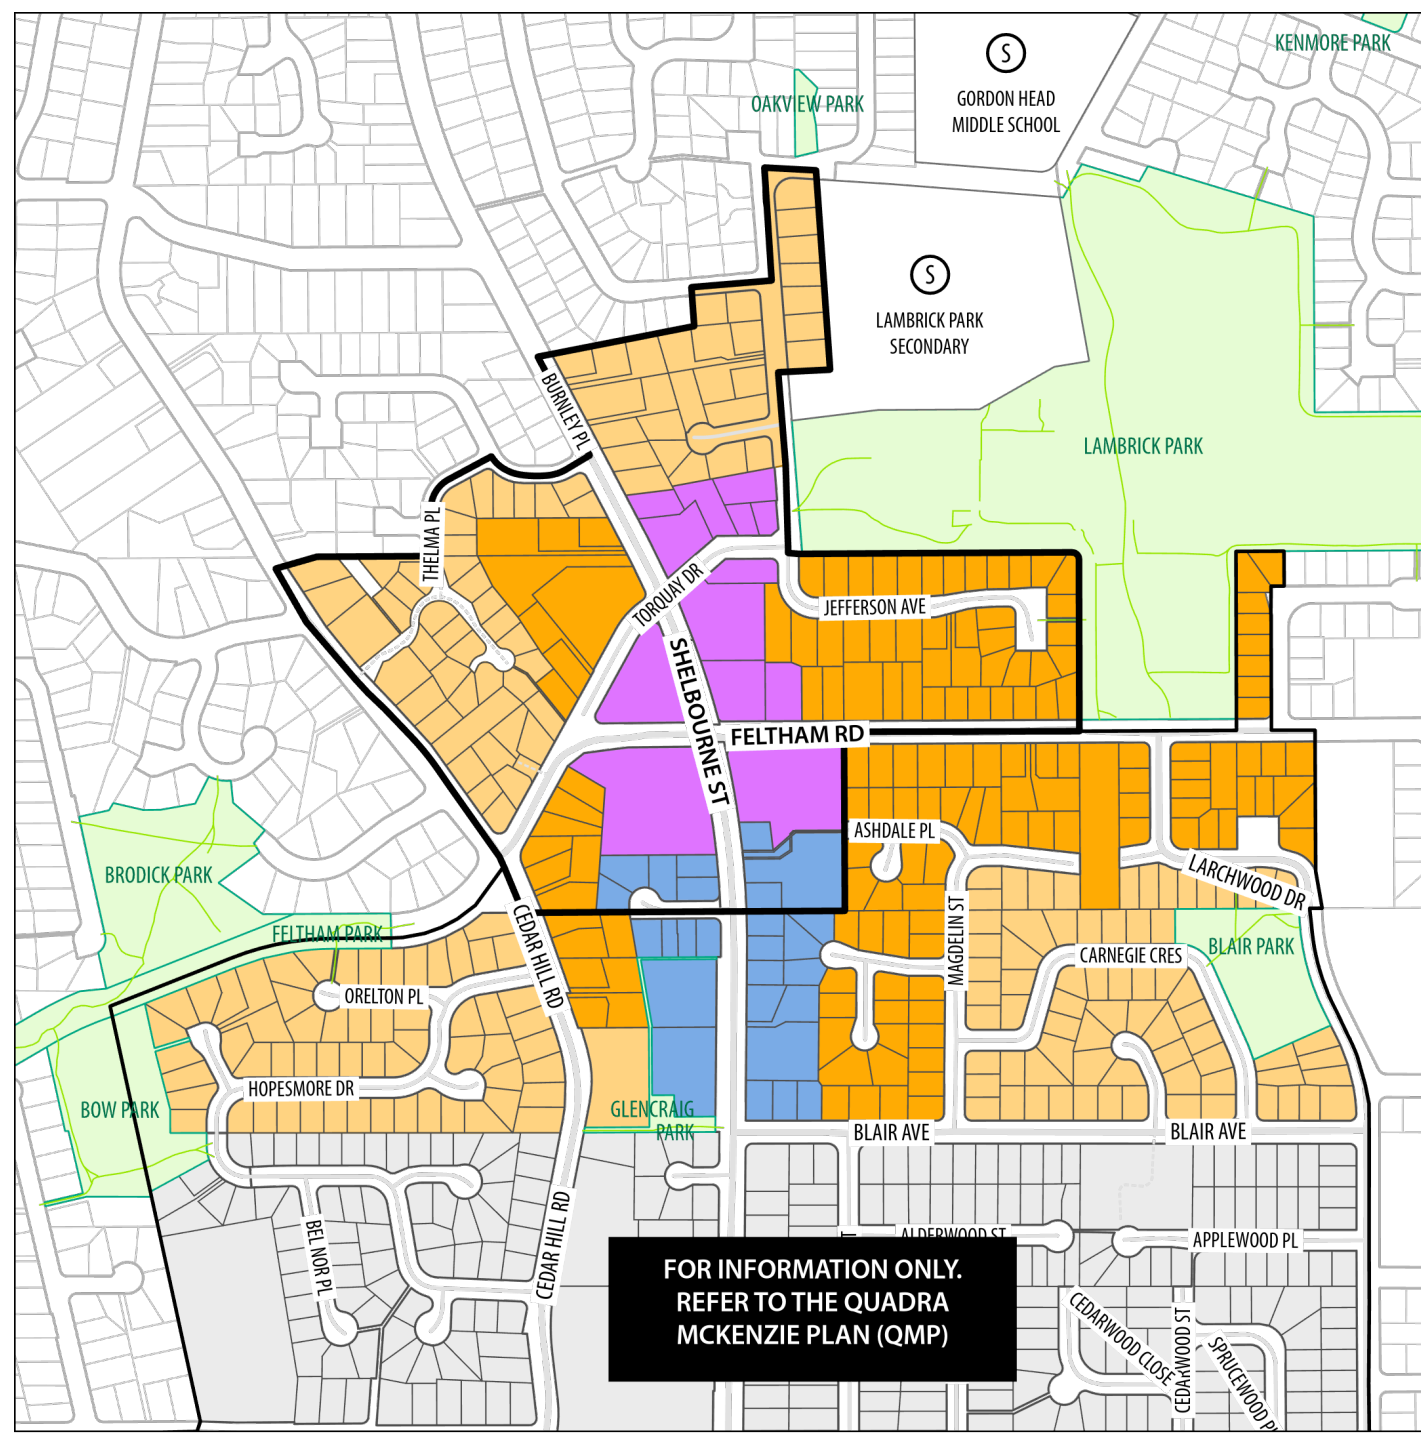 KENMORE PARK
S
GORDON HEAD
MIDDLE SCHOOL
OAKVIEW PARK
S
LAMBRICK PARK
SECONDARY
BURNLEY PL
LAMBRICK PARK
THELMA PL
TORQUAY DR
JEFFERSON AVE
SHELBOURNE ST
FELTHAM RD
ASHDALE PL
BRODICK PARK
LARCHWOOD DR
MAGDELIN ST
FELTHAM PARK
CEDAR HILL RD
BLAIR PARK
CARNEGIE CRES
ORELTON PL
HOPESMORE DR
BOW PARK
GLENCRAIG
PARK
BLAIR AVE
BLAIR AVE
BEL NOR PL
CEDAR HILL RD
T
ALDERWOOD ST
APPLEWOOD PL
FOR INFORMATION ONLY.
REFER TO THE QUADRA
MCKENZIE PLAN (QMP)
CEDARWOOD CLOSE
CEDARWOOD ST
SPRUCEWOOD PL